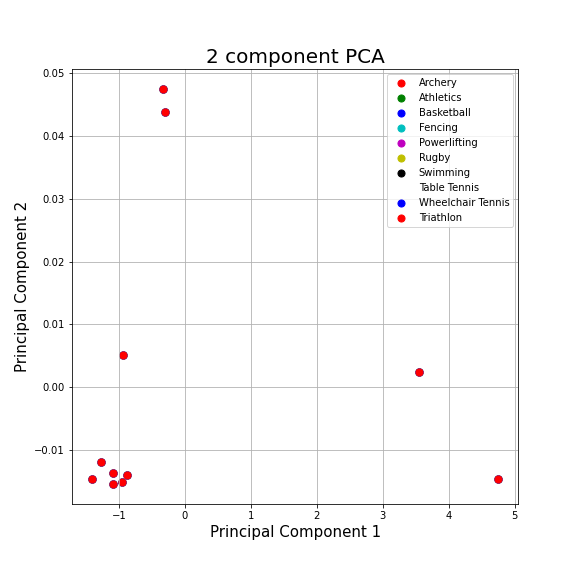 2 component PCA
0.05
0.04
0.03
0.02
0.01
0.00
−0.01
Principal Component 2
Archery
Athletics
Basketball
Fencing
Powerlifting
Rugby
Swimming
Table Tennis
Wheelchair Tennis
Triathlon
−1 0 1 2 3 4 5
Principal Component 1